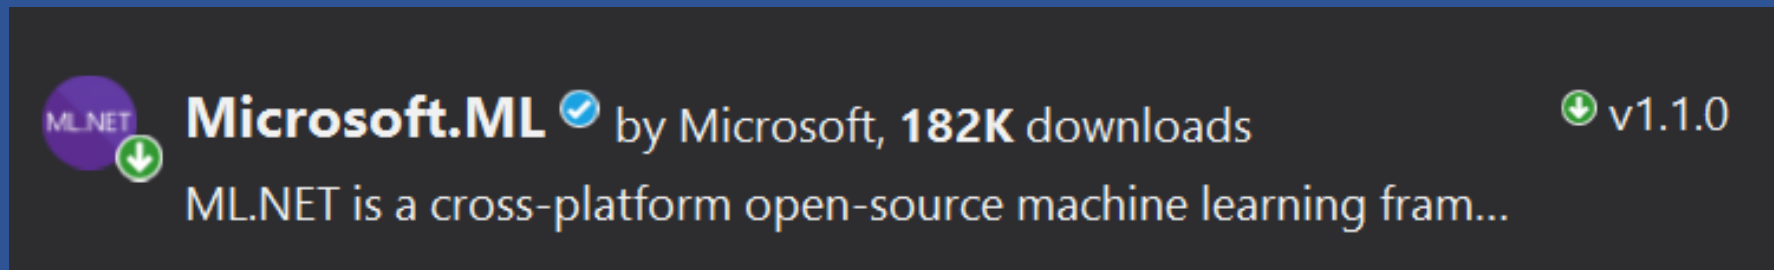 ML.NET
Microsoft.ML by Microsoft, 182K downloads
v1.1.0
ML.NET is a cross-platform open-source machine learning fram...